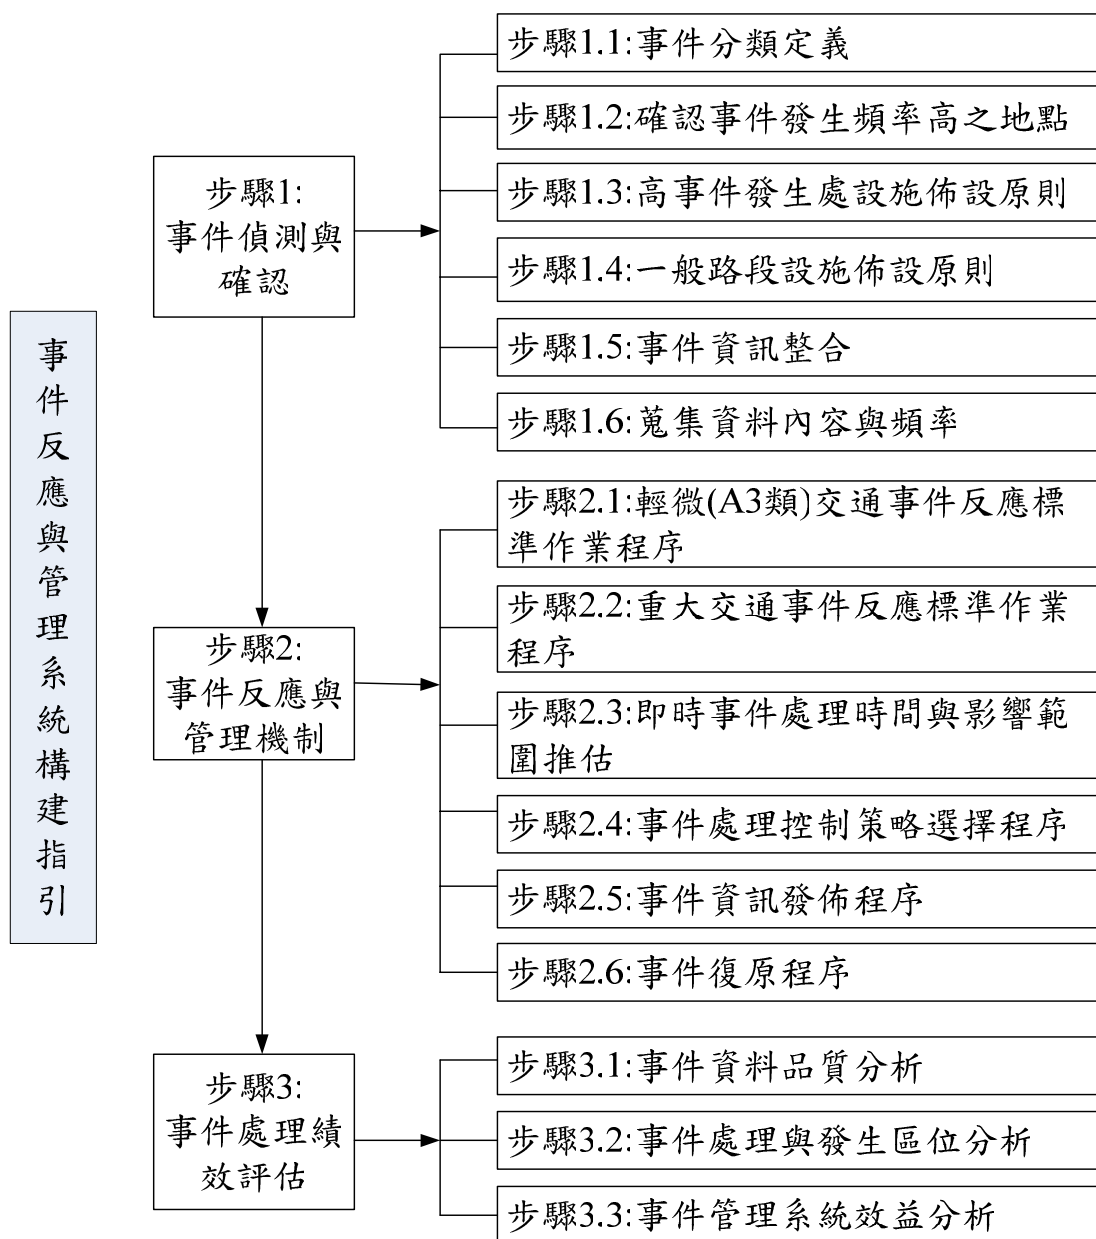 事件反應與管理系統構建指引
步驟1:
事件偵測與
確認
步驟1.1:事件分類定義
步驟1.2:確認事件發生頻率高之地點
步驟1.3:高事件發生處設施佈設原則
步驟1.4:一般路段設施佈設原則
步驟1.5:事件資訊整合
步驟1.6:蒐集資料內容與頻率
步驟2:
事件反應與
管理機制
步驟2.1:輕微(A3類)交通事件反應標
準作業程序
步驟2.2:重大交通事件反應標準作業
程序
步驟2.3:即時事件處理時間與影響範
圍推估
步驟2.4:事件處理控制策略選擇程序
步驟2.5:事件資訊發佈程序
步驟2.6:事件復原程序
步驟3:
事件處理績
效評估
步驟3.1:事件資料品質分析
步驟3.2:事件處理與發生區位分析
步驟3.3:事件管理系統效益分析